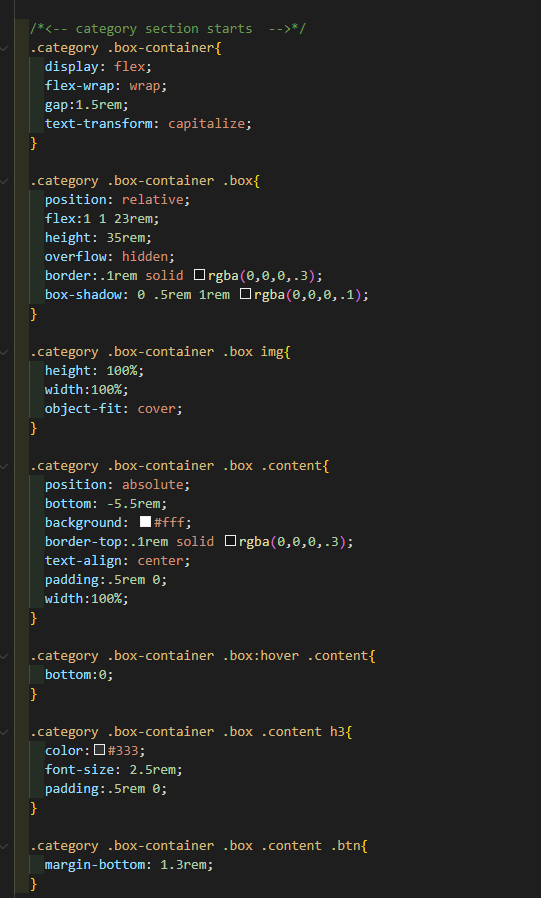 /*<-- category section starts  -->*/
.category .box-container{
  display: flex;
  flex-wrap: wrap;
  gap:1.5rem;
  text-transform: capitalize;
}

.category .box-container .box{
  position: relative;
  flex:1 1 23rem;
  height: 35rem;
  overflow: hidden;
  border:.1rem solid rgba(0,0,0,.3);
  box-shadow: 0 .5rem 1rem rgba(0,0,0,.1);
}

.category .box-container .box img{
  height: 100%;
  width:100%;
  object-fit: cover;
}

.category .box-container .box .content{
  position: absolute;
  bottom: -5.5rem;
  background: #fff;
  border-top:.1rem solid rgba(0,0,0,.3);
  text-align: center;
  padding:.5rem 0;
  width:100%;
}

.category .box-container .box:hover .content{
  bottom:0;
}

.category .box-container .box .content h3{
  color:#333;
  font-size: 2.5rem;
  padding:.5rem 0;
}

.category .box-container .box .content .btn{
  margin-bottom: 1.3rem;
}